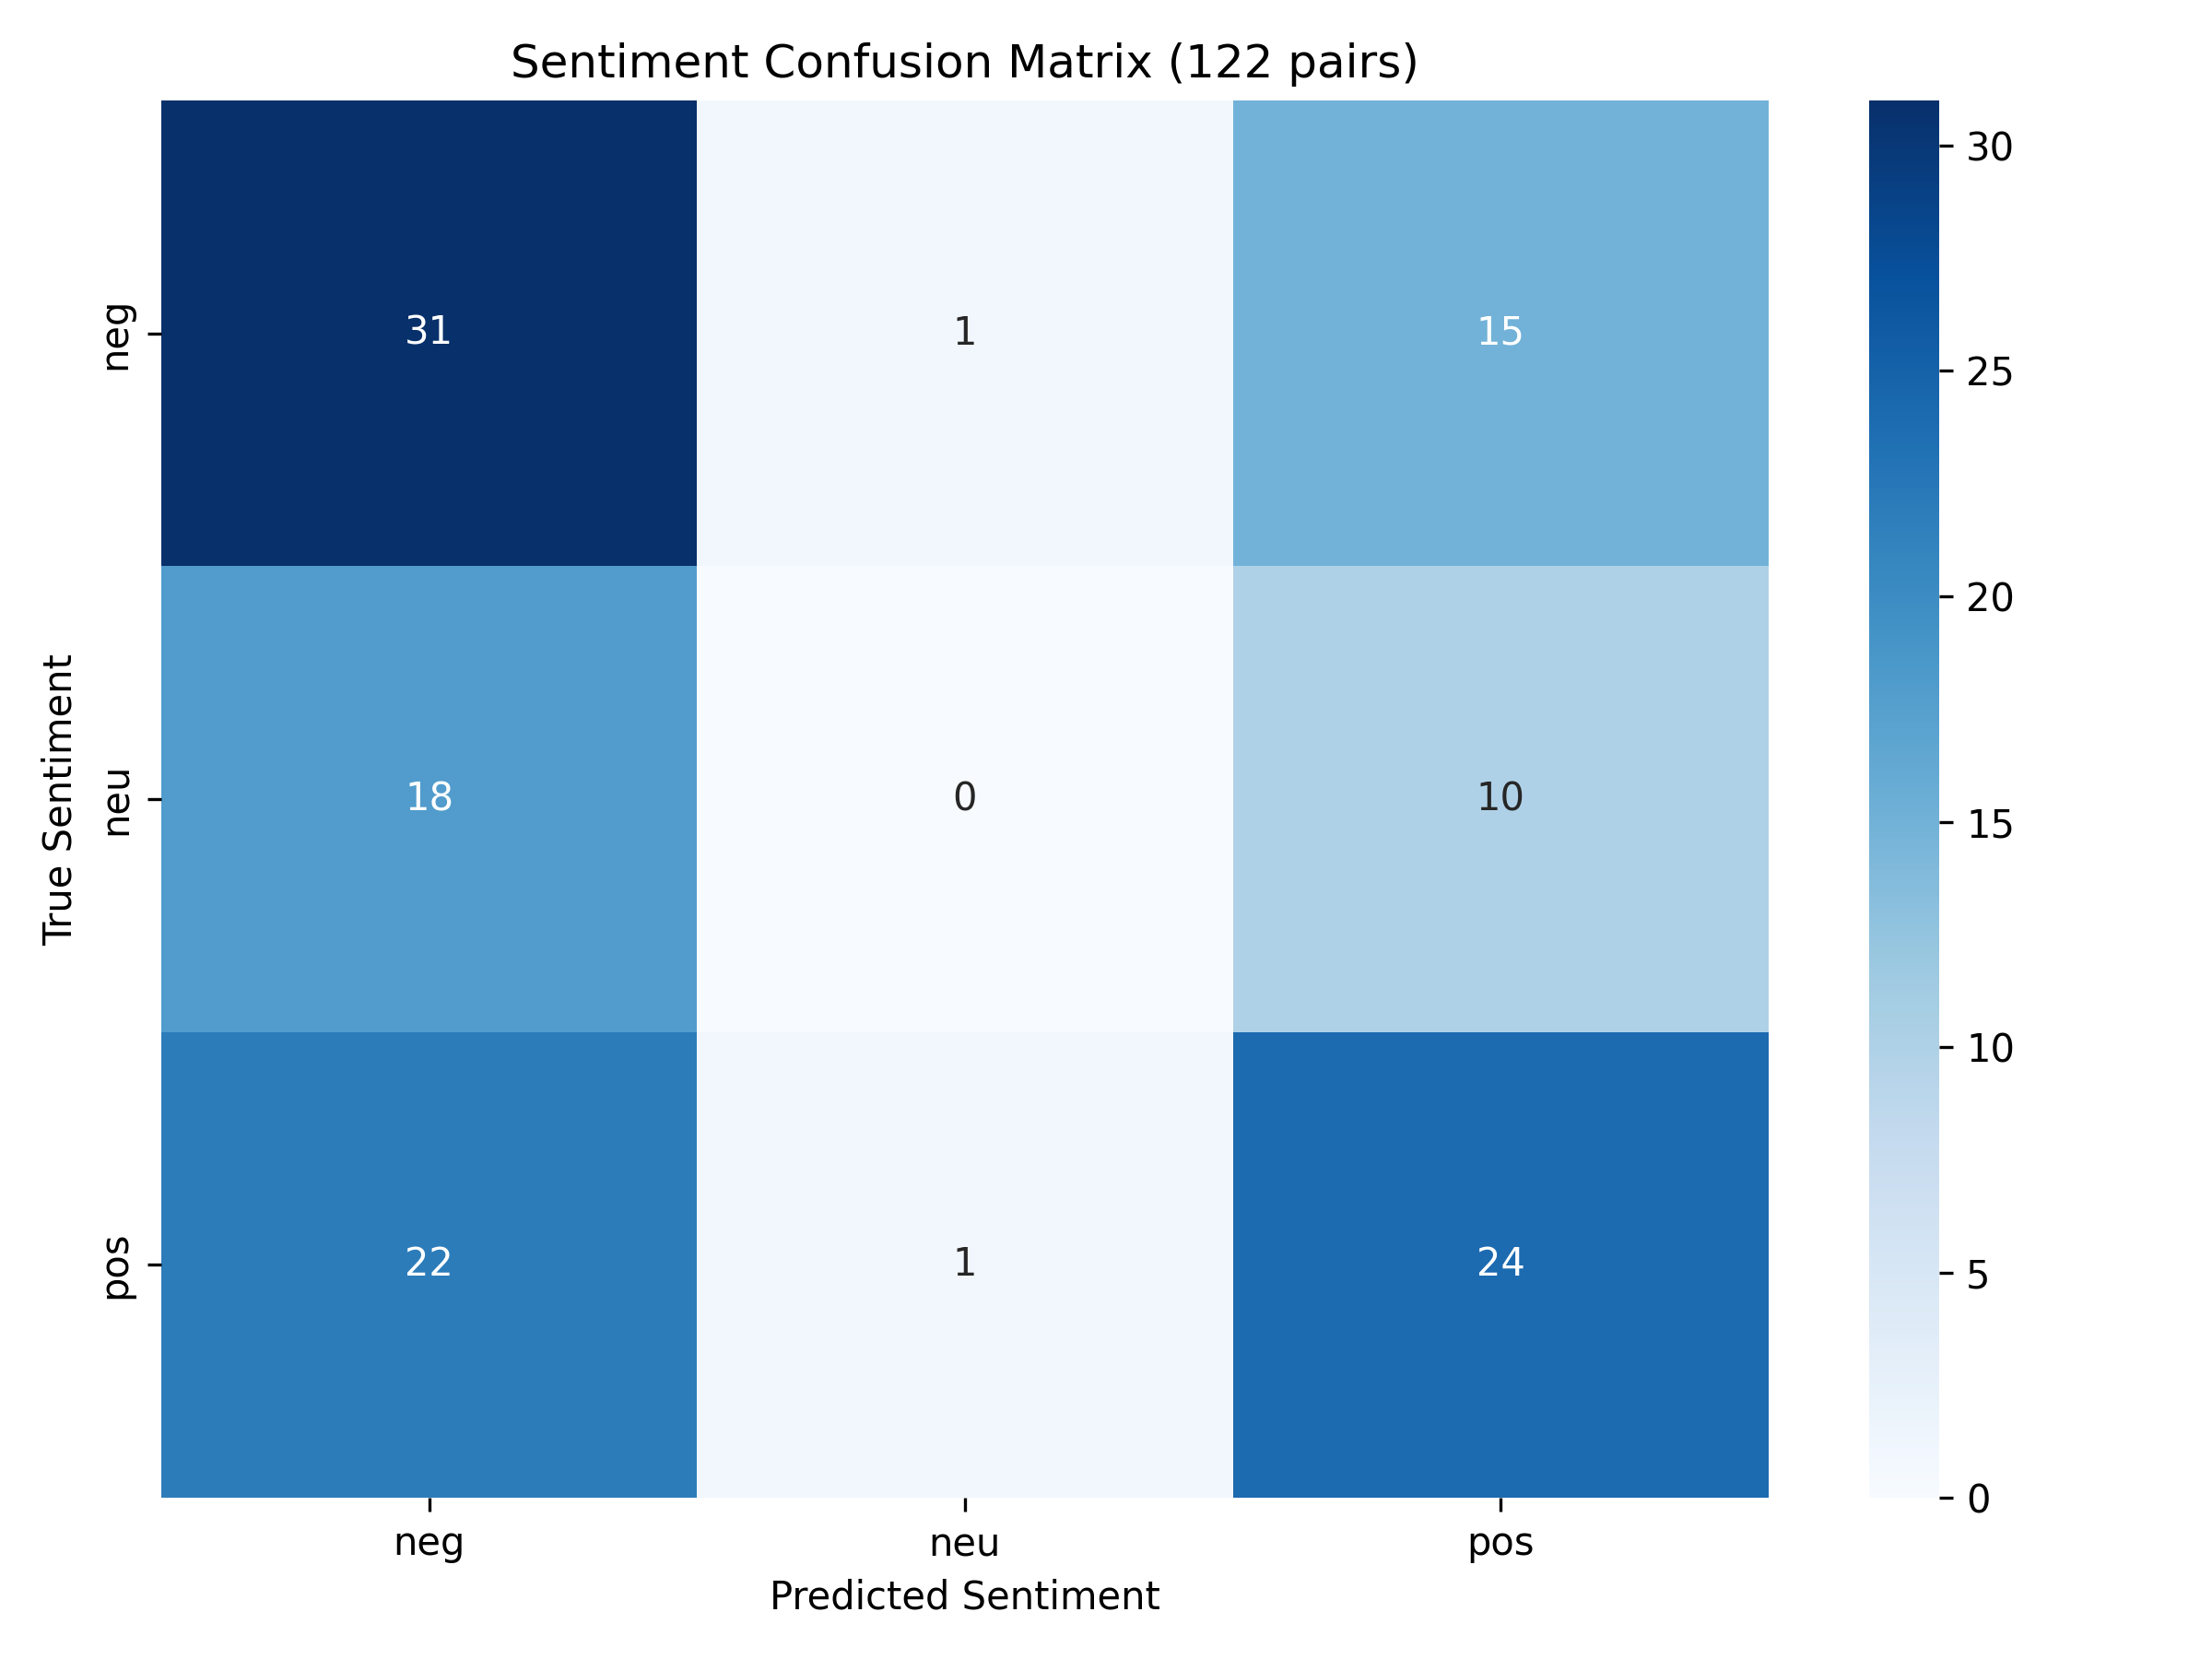 Sentiment Confusion Matrix (122 pairs)
True Sentiment
neg
31
1
15
neu
18
0
10
pos
22
1
24
neg
neu
pos
Predicted Sentiment
30
25
20
15
10
5
0